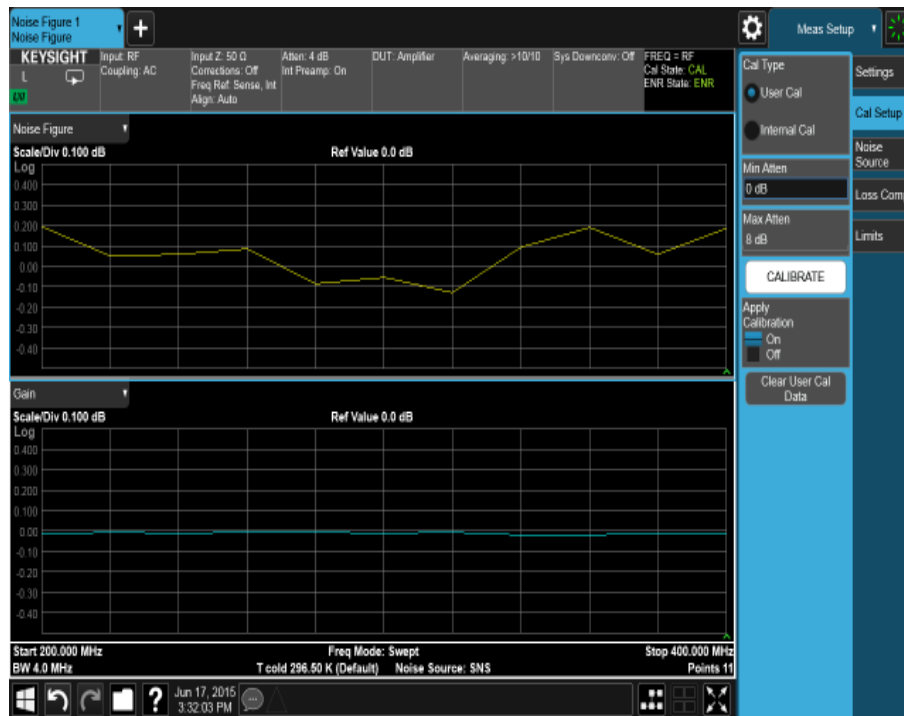 Noise Figure 1
Noise Figure
+
Meas Setup
KEYSIGHT
L
Input: RF
Coupling: AC
Input Z: 50 Ω
Corrections: Off
Freq Ref: Sense, Int
Align: Auto
Atten: 4 dB
Int Preamp: On
DUT: Amplifier
Averaging: >10/10
Sys Downconv: Off
FREQ = RF
Cal State: CAL
ENR State: ENR
Noise Figure
Scale/Div 0.100 dB
Ref Value 0.0 dB
Log
0.400
0.300
0.200
0.100
0.00
-0.10
-0.20
-0.30
-0.40
Gain
Scale/Div 0.100 dB
Ref Value 0.0 dB
Log
0.400
0.300
0.200
0.100
0.00
-0.10
-0.20
-0.30
-0.40
Start 200.000 MHz
Freq Mode: Swept
Stop 400.000 MHz
BW 4.0 MHz
T cold 296.50 K (Default)
Noise Source: SNS
Points 11
?
Jun 17, 2015
3:32:03 PM
Cal Type
User Cal
Internal Cal
Min Atten
0 dB
Max Atten
8 dB
CALIBRATE
Apply
Calibration
On
Off
Clear User Cal
Data
Settings
Cal Setup
Noise
Source
Loss Com
Limits